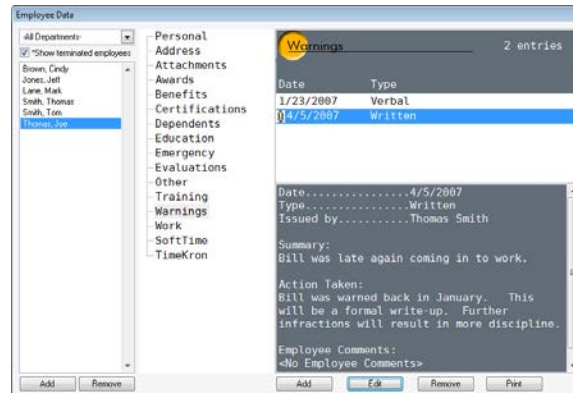 Employee Data
-All Departments-
*Show terminated employees
Brown, Cindy
Jones, Jeff
Lane, Mark
Smith, Thomas
Smith, Tom
Thomas, Joe
Add Remove
Personal
Address
Attachments
Awards
Benefits
Certifications
Dependents
Education
Emergency
Evaluations
Other
Training
Warnings
Work
SoftTime
TimeKron
Warnings 2 entries
Date Type
1/23/2007 Verbal
4/5/2007 Written
Date................4/5/2007
Type................Written
Issued by...........Thomas Smith
Summary:
Bill was late again coming in to work.
Action Taken:
Bill was warned back in January. This
will be a formal write-up. Further
infractions will result in more discipline.
Employee Comments:
<No Employee Comments>
Add Edit Remove Print